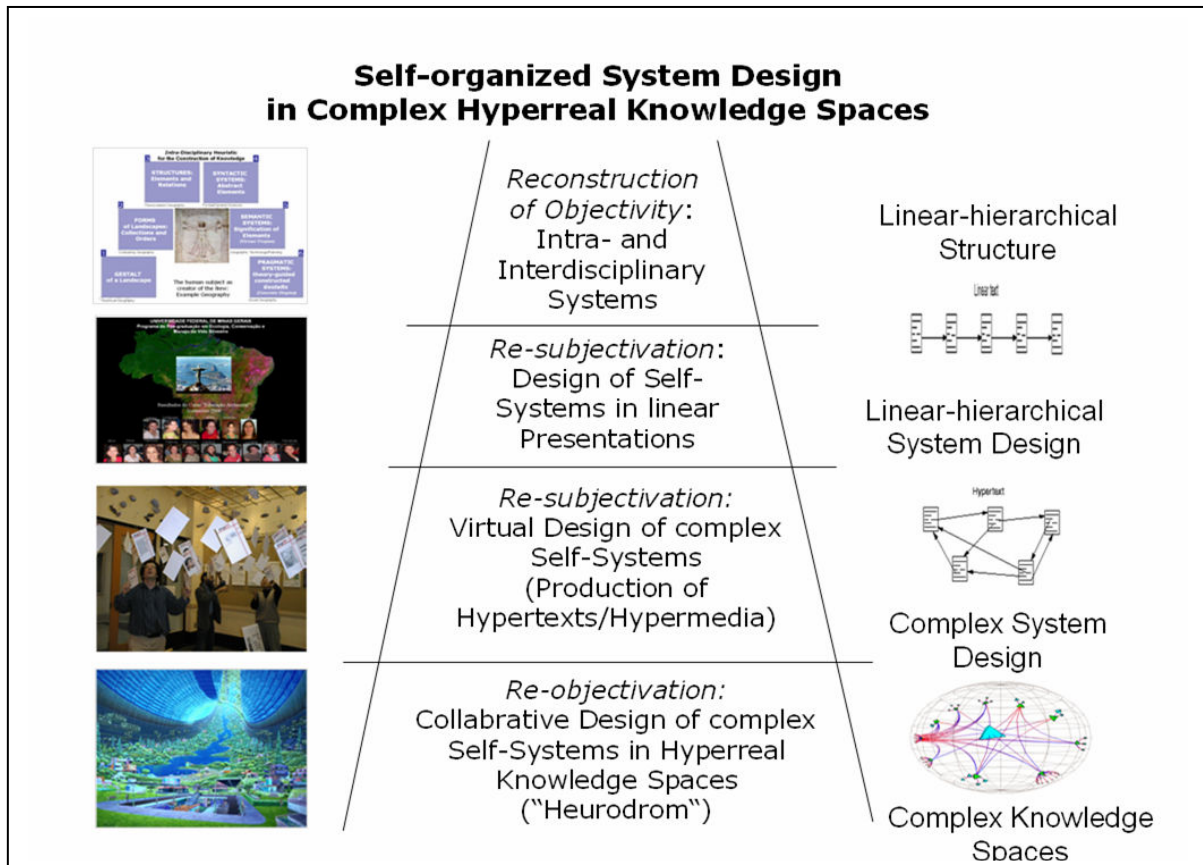 Self-organized System Design
in Complex Hyperreal Knowledge Spaces
Intra-Disciplinary Heuristic
for the Construction of Knowledge
3
STRUCTURES:
Elements and
Relations
4
SYNTACTIC
SYSTEMS:
Abstract
Elements
2
FORMS
of Landscapes:
Collections and
Orders
SEMANTIC
SYSTEMS:
Signification of
Elements
1
GESTALT
of a Landscape
The human subject as
creator of the New:
Example Geography
6
PRAGMATIC
SYSTEMS:
theory-guided
constructed
Reconstruction
of Objectivity:
Intra- and
Interdisciplinary
Systems
Linear-hierarchical
Structure
Linear text
UNIVERSIDADE FEDERAL DE MINAS GERAIS
Re-subjectivation:
Design of Self-
Systems in linear
Presentations
Linear-hierarchical
System Design
Hypertext
Re-subjectivation:
Virtual Design of complex
Self-Systems
(Production of
Hypertexts/Hypermedia)
Complex System
Design
Re-objectivation:
Collabrative Design of complex
Self-Systems in Hyperreal
Knowledge Spaces
(“Heurodrom“)
Complex Knowledge
Spaces